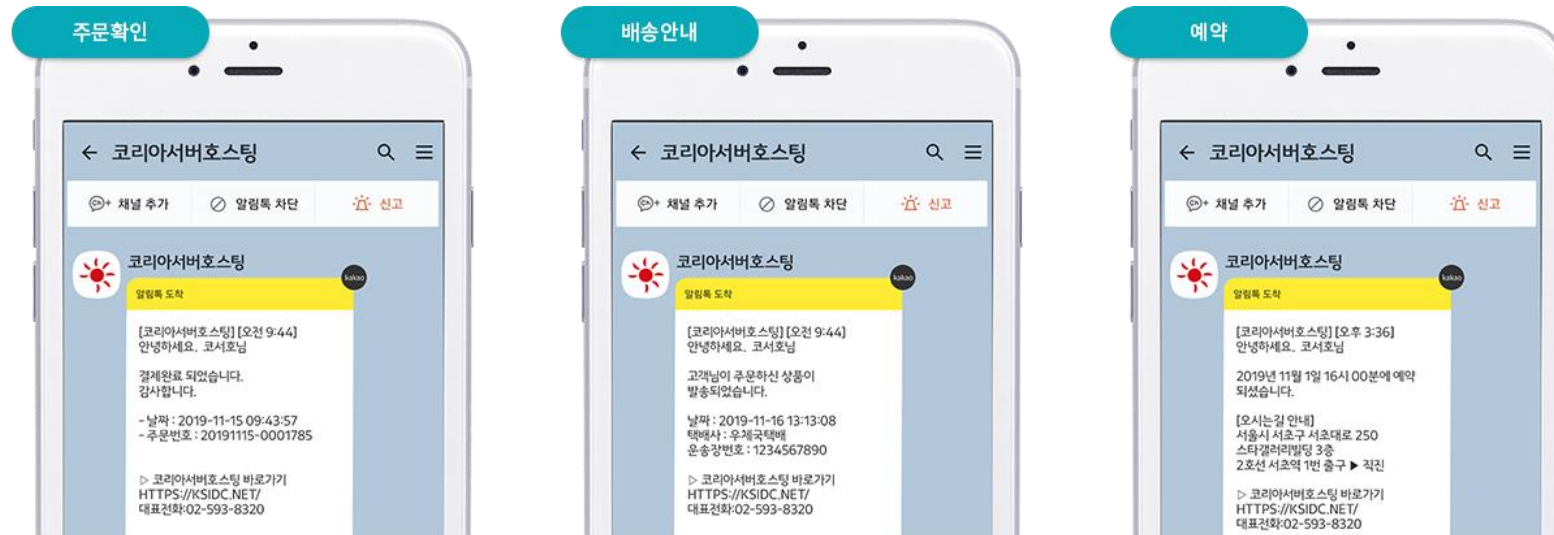 주문확인
코리아서버호스팅
Ch+ 채널 추가
알림톡 차단
신고
코리아서버호스팅
kakao
알림톡 도착
[코리아서버호스팅] [오전 9:44]
안녕하세요. 코서호님
결제완료 되었습니다.
감사합니다.
- 날짜 : 2019-11-15 09:43:57
- 주문번호 : 20191115-0001785
▷ 코리아서버호스팅 바로가기
HTTPS://KSIDC.NET/
대표전화:02-593-8320
배송안내
코리아서버호스팅
Ch+ 채널 추가
알림톡 차단
신고
코리아서버호스팅
kakao
알림톡 도착
[코리아서버호스팅] [오전 9:44]
안녕하세요. 코서호님
고객님이 주문하신 상품이
발송되었습니다.
날짜 : 2019-11-16 13:13:08
택배사 : 우체국택배
운송장번호 : 1234567890
▷ 코리아서버호스팅 바로가기
HTTPS://KSIDC.NET/
대표전화:02-593-8320
예약
코리아서버호스팅
Ch+ 채널 추가
알림톡 차단
신고
코리아서버호스팅
kakao
알림톡 도착
[코리아서버호스팅] [오후 3:36]
안녕하세요. 코서호님
2019년 11월 1일 16시 00분에 예약
되셨습니다.
[오시는길 안내]
서울시 서초구 서초대로 250
스타갤러리빌딩 3층
2호선 서초역 1번 출구 ▶ 직진
▷ 코리아서버호스팅 바로가기
HTTPS://KSIDC.NET/
대표전화:02-593-8320